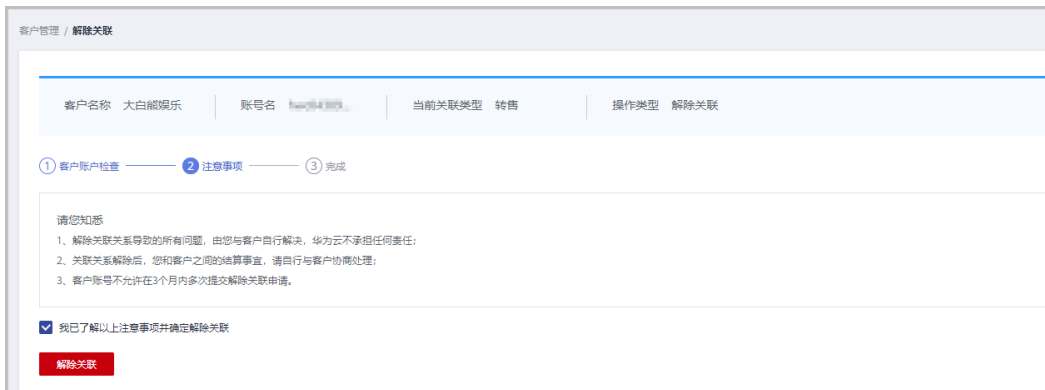 客户管理 / 解除关联
客户名称 大白熊娱乐 账号名 当前关联类型 转售 操作类型 解除关联
1 客户账户检查 2 注意事项 3 完成
请您知悉
1、解除关联关系导致的所有问题，由您与客户自行解决，华为云不承担任何责任；
2、关联关系解除后，您和客户之间的结算事宜，请自行与客户协商处理；
3、客户账号不允许在3个月内多次提交解除关联申请。
我已了解以上注意事项并确定解除关联
解除关联